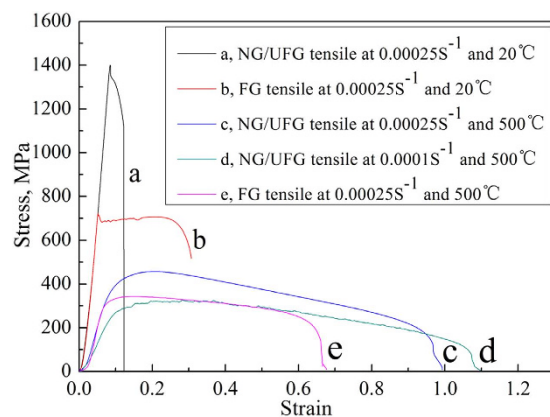 1600
1400
1200
1000
800
600
400
200
0
Stress, MPa
a, NG/UFG tensile at 0.00025S⁻¹ and 20℃
b, FG tensile at 0.00025S⁻¹ and 20℃
c, NG/UFG tensile at 0.00025S⁻¹ and 500℃
d, NG/UFG tensile at 0.0001S⁻¹ and 500℃
e, FG tensile at 0.00025S⁻¹ and 500℃
a
b
e
c
d
0.0 0.2 0.4 0.6 0.8 1.0 1.2
Strain